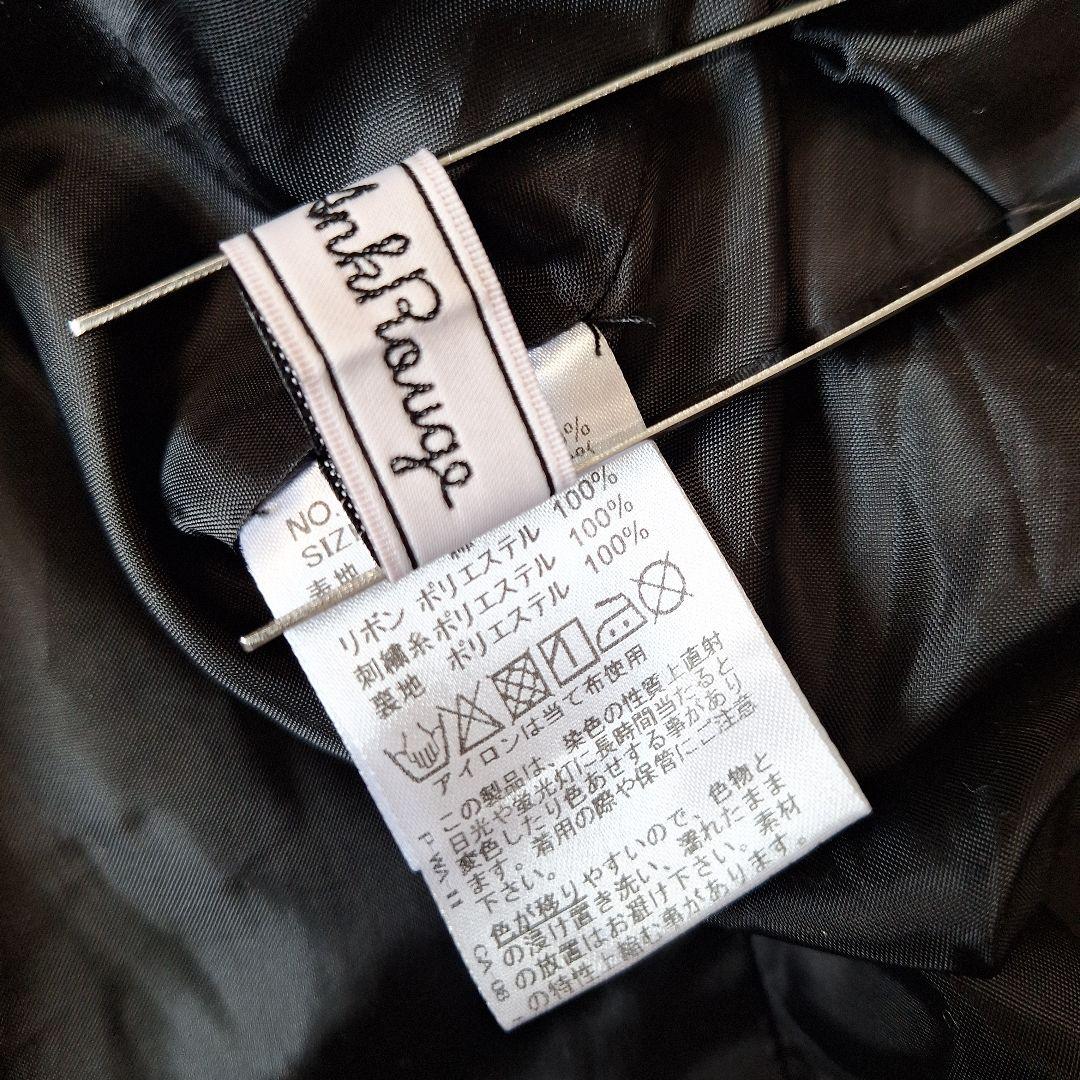 AnkRouge
NO.
SIZ
表地
%
リボン ポリエステル 100%
刺繍糸ポリエステル 100%
裏地 ポリエステル 100%
アイロンは当て布使用
この製品は、染色の性質上直射
日光や蛍光灯に長時間当たると
変色したり色あせする事があり
ます。着用の際や保管にご注意
下さい。
色が移りやすいので、色物と
の浸け置き洗い、濡れたまま
の放置はお避け下さい。素材
の特性上縮む事があります。